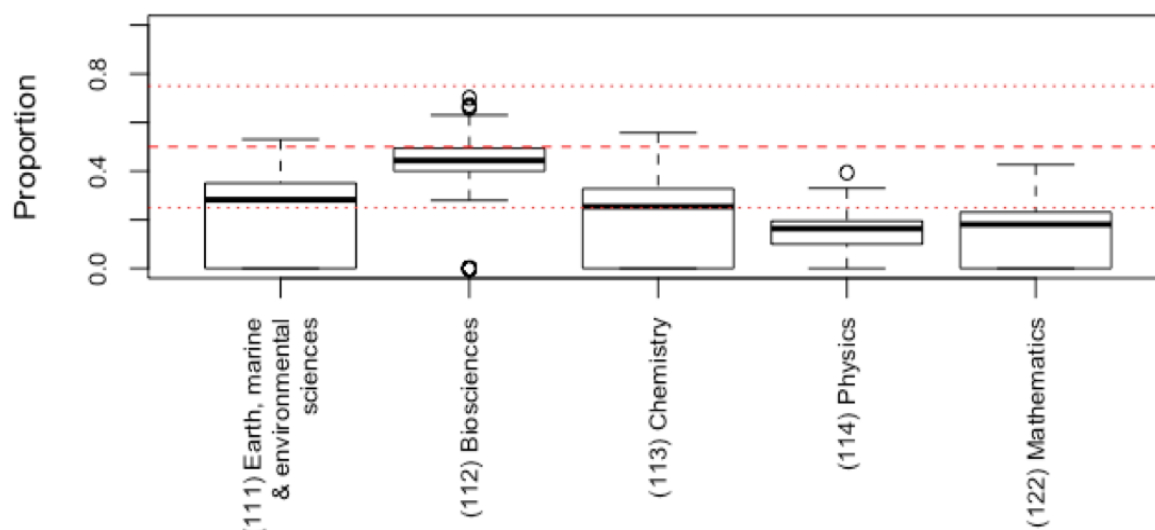 Proportion
0.8
0.4
0.0
(111) Earth, marine
& environmental
sciences
(112) Biosciences
(113) Chemistry
(114) Physics
(122) Mathematics